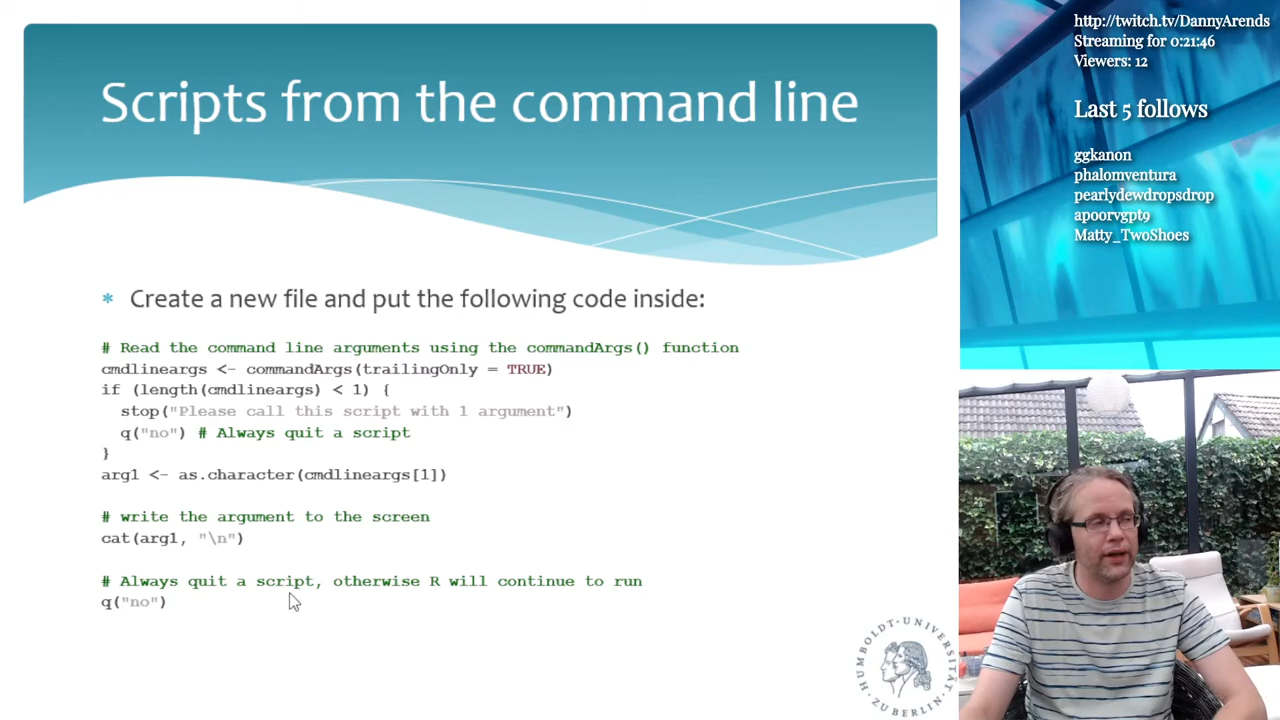 Scripts from the command line
* Create a new file and put the following code inside:
# Read the command line arguments using the commandArgs() function
cmdlineargs <- commandArgs(trailingOnly = TRUE)
if (length(cmdlineargs) < 1) {
  stop("Please call this script with 1 argument")
  q("no") # Always quit a script
}
arg1 <- as.character(cmdlineargs[1])
# write the argument to the screen
cat(arg1, "\n")
# Always quit a script, otherwise R will continue to run
q("no")
HUMBOLDT-UNIVERSITÄT
ZU BERLIN
http://twitch.tv/DannyArends
Streaming for 0:21:46
Viewers: 12
Last 5 follows
ggkanon
phalomventura
pearlydewdropsdrop
apoorvgpt9
Matty_TwoShoes